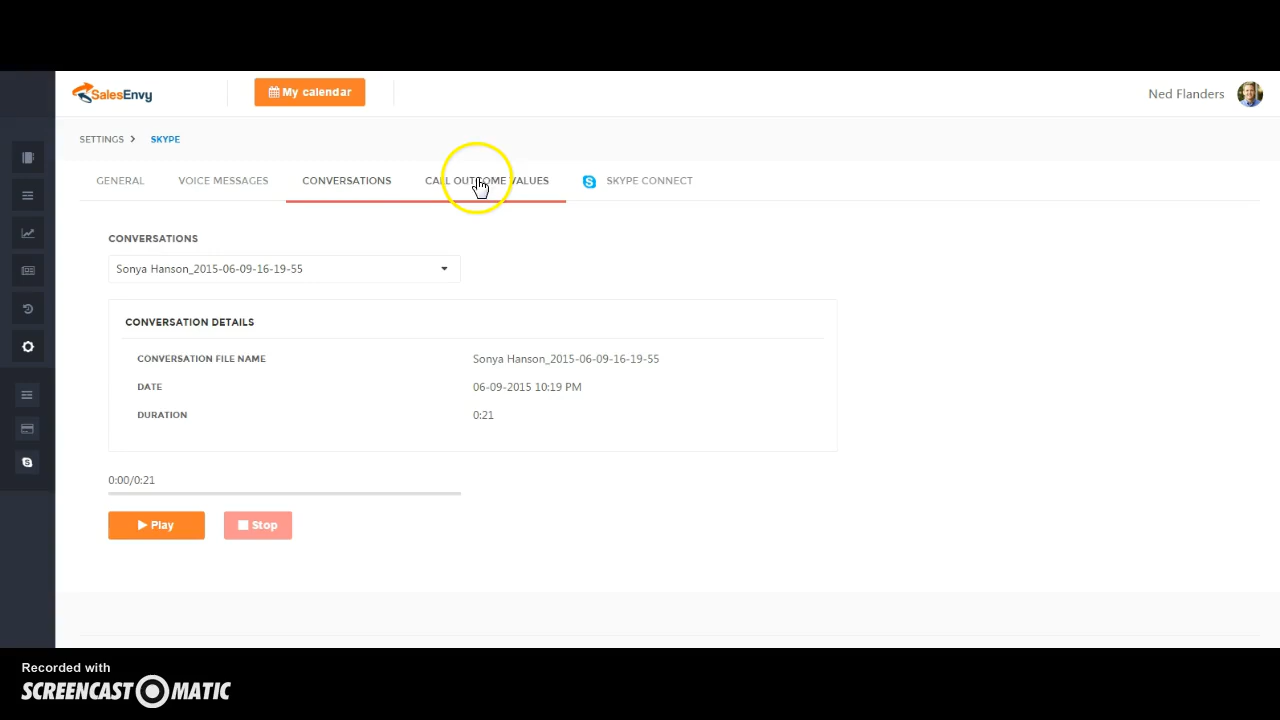 SalesEnvy
My calendar
Ned Flanders
SETTINGS > SKYPE
GENERAL VOICE MESSAGES CONVERSATIONS CALL OUTCOME VALUES SKYPE CONNECT
CONVERSATIONS
Sonya Hanson_2015-06-09-16-19-55
CONVERSATION DETAILS
CONVERSATION FILE NAME Sonya Hanson_2015-06-09-16-19-55
DATE 06-09-2015 10:19 PM
DURATION 0:21
0:00/0:21
Play Stop
Recorded with
SCREENCAST-O-MATIC